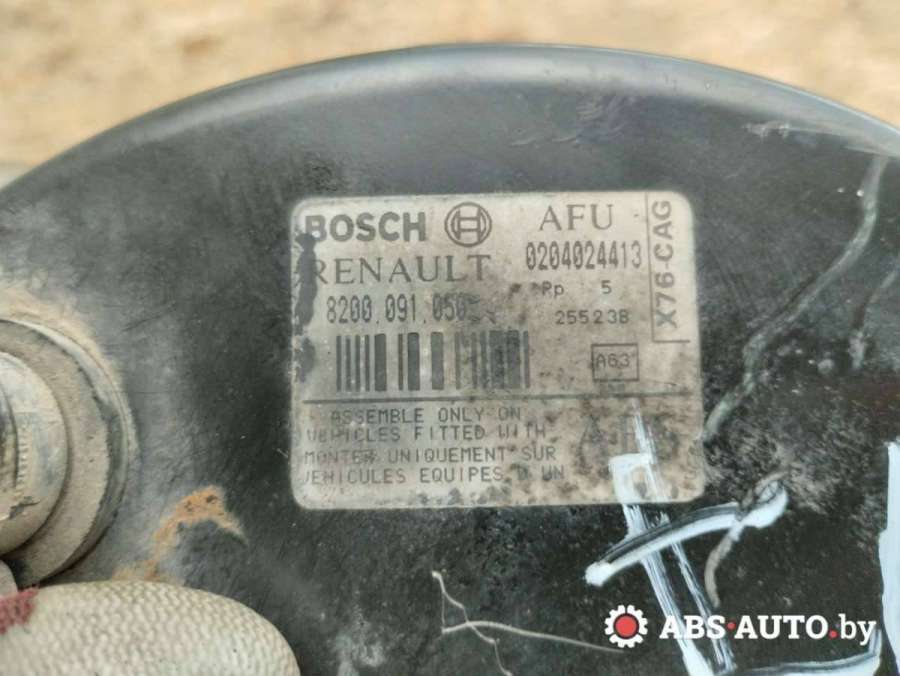 BOSCH AFU
RENAULT 0204024413
8200 091 050
Pp 5
255238
X76-CAG
A63
ASSEMBLE ONLY ON
VEHICLES FITTED WITH
MONTER UNIQUEMENT SUR
VEHICULES EQUIPES D UN
ABS-AUTO.by